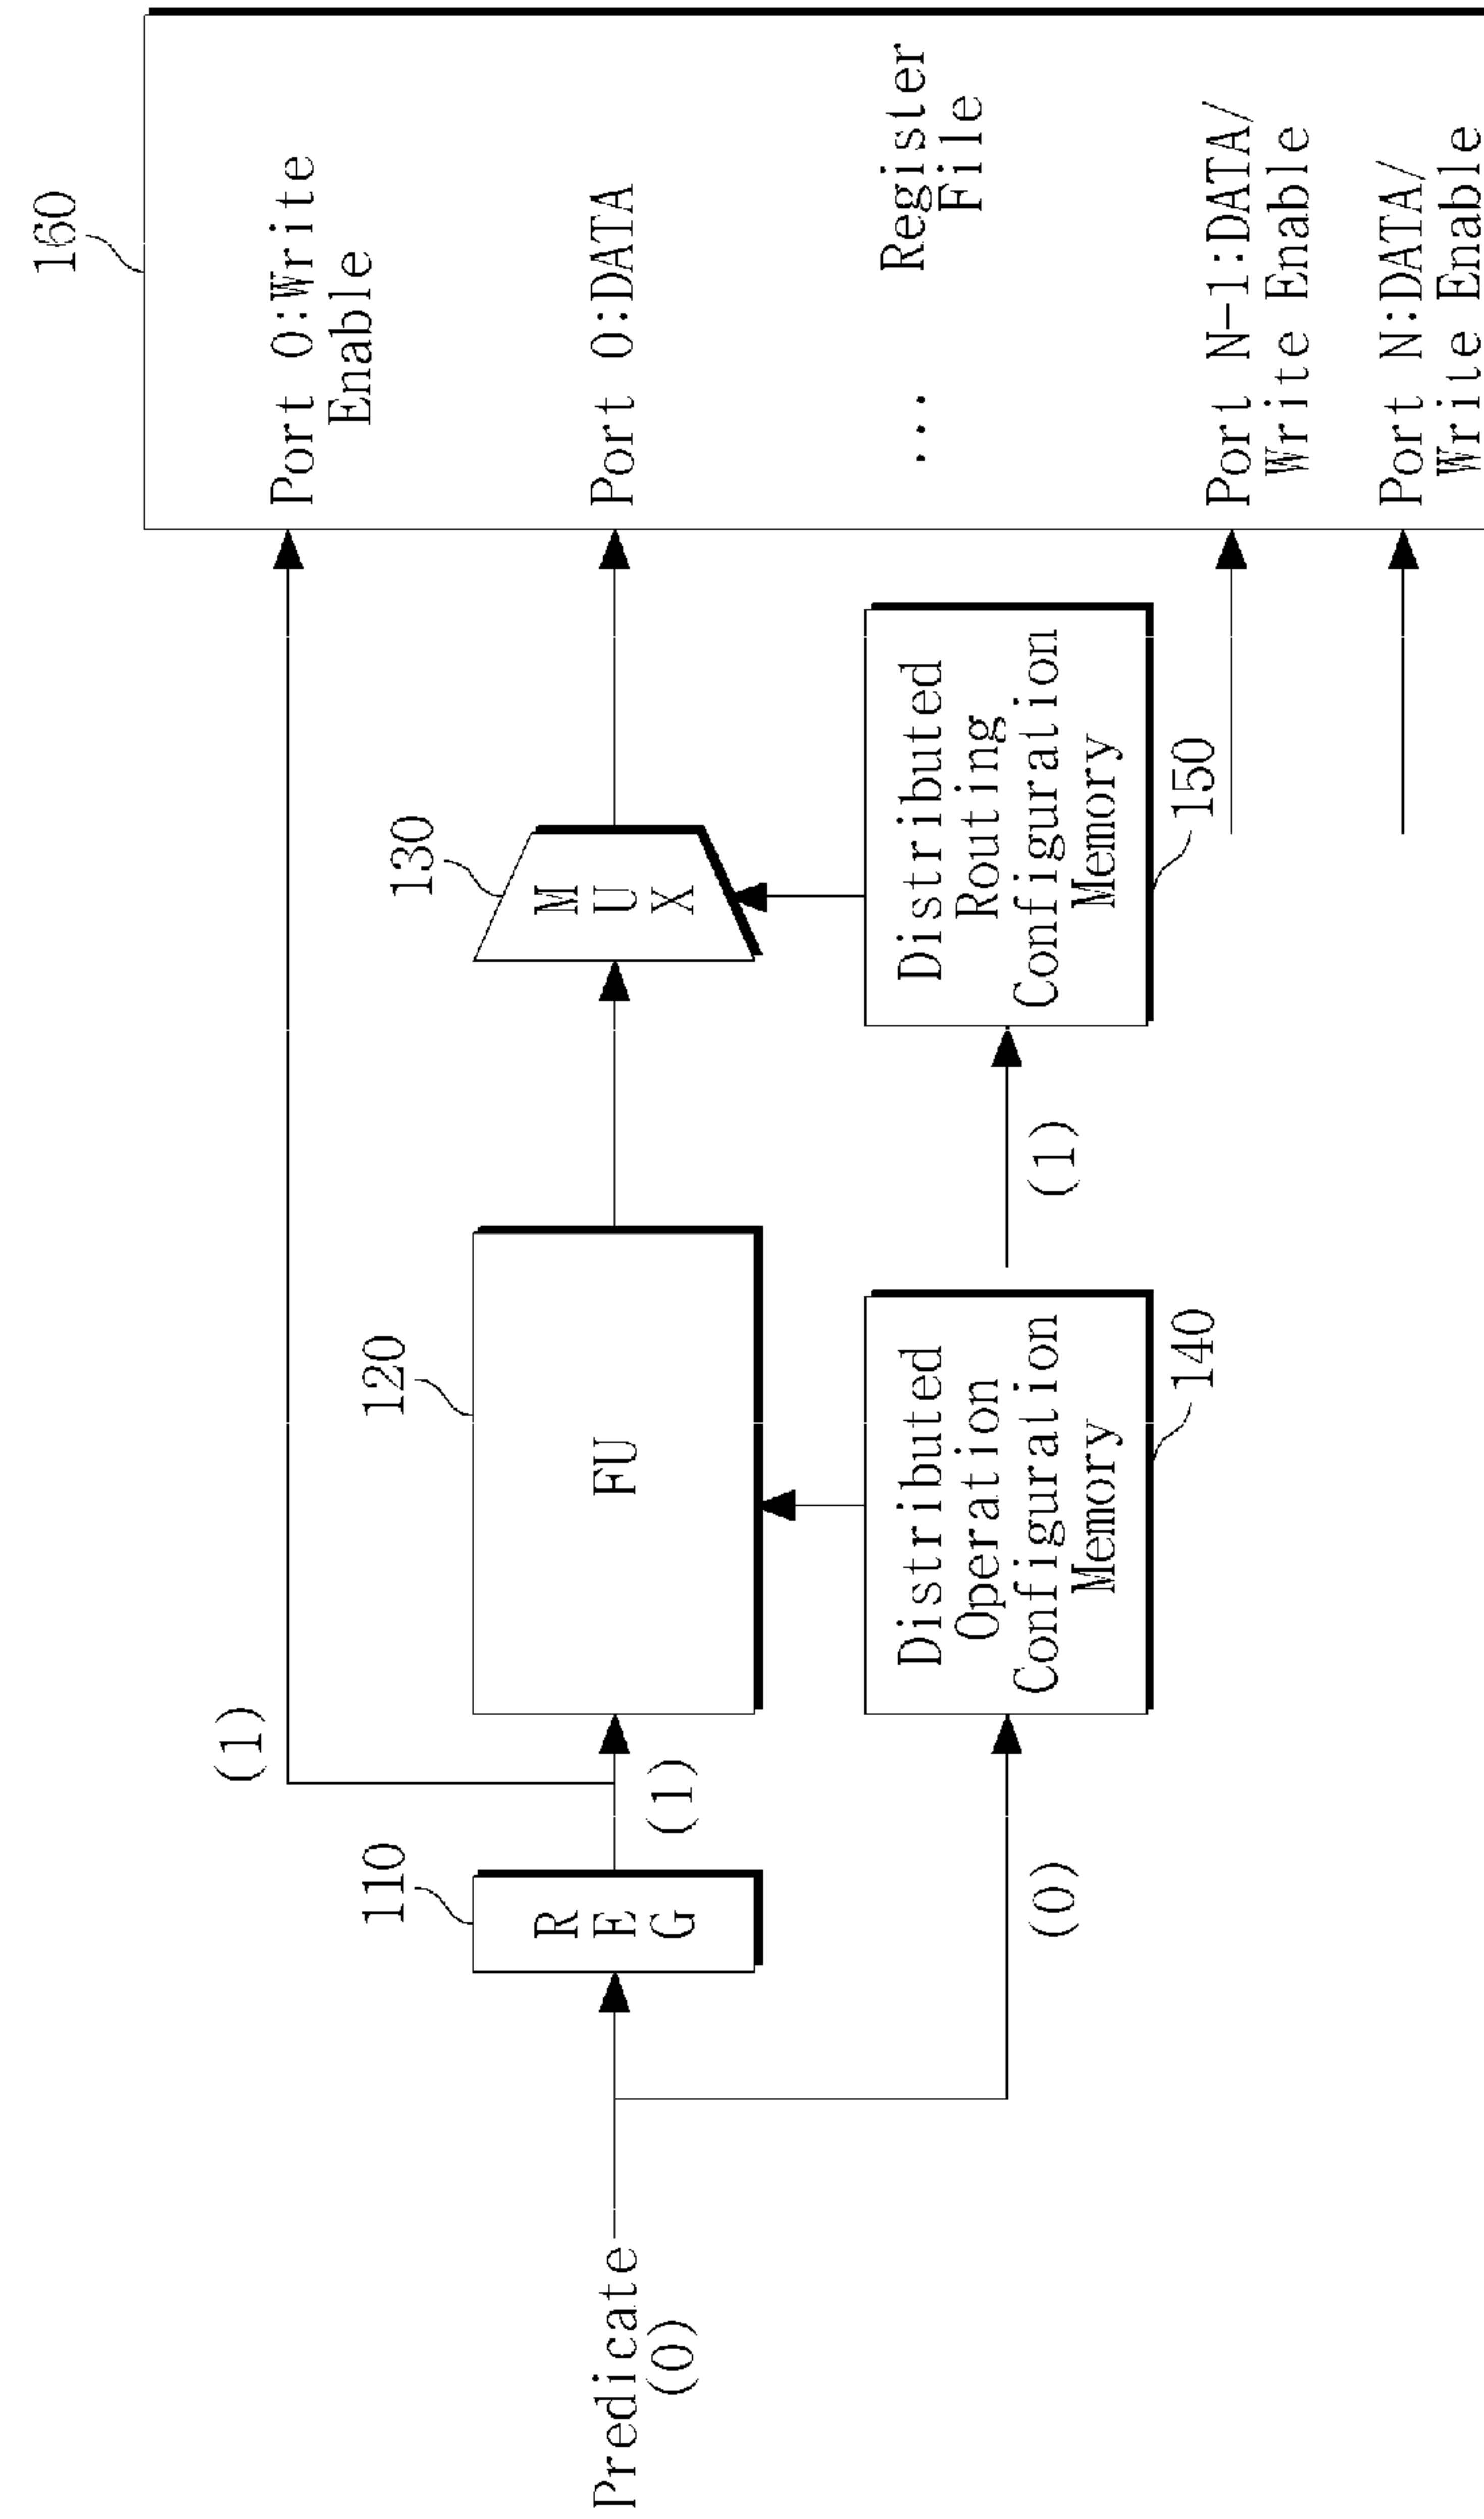 160
(1)
Port 0:Write
Enable
110
120
130
Predicate
(0)
R
E
G
(1)
FU
M
U
X
Port 0:DATA
(0)
Distributed
Operation
Configuration
Memory
140
(1)
Distributed
Routing
Configuration
Memory
150
...
Register
File
Port N-1:DATA/
Write Enable
Port N:DATA/
Write Enable